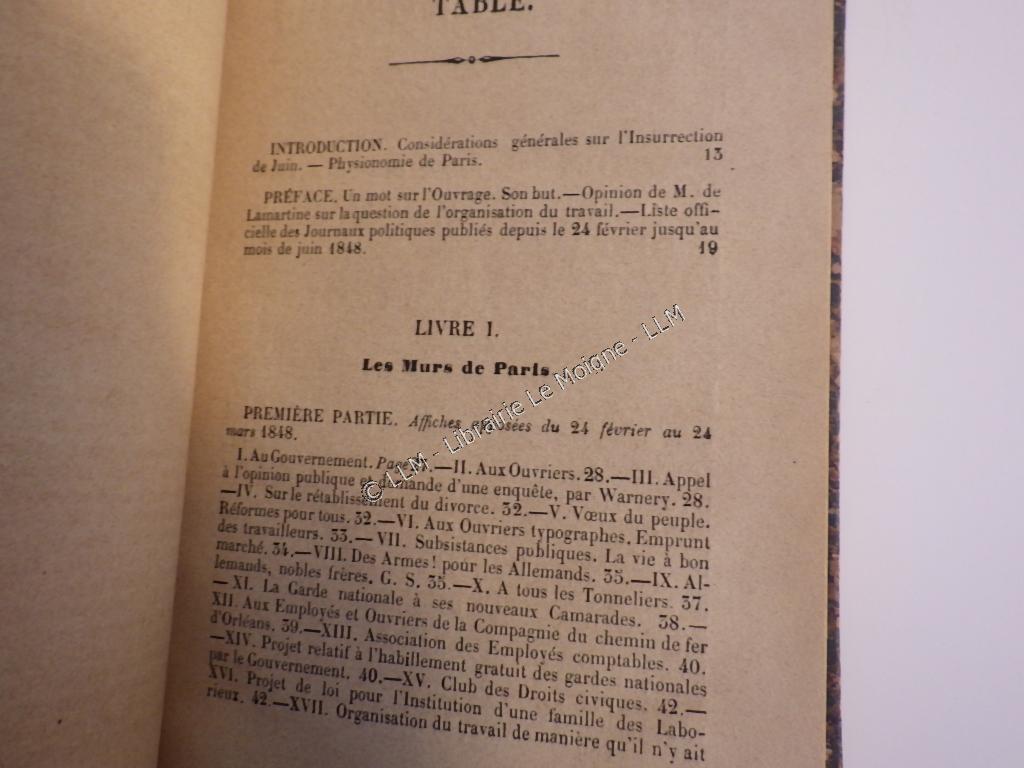 TABLE.
INTRODUCTION. Considérations générales sur l'Insurrection
de Juin. — Physionomie de Paris. 13
PRÉFACE. Un mot sur l'Ouvrage. Son but.—Opinion de M. de
Lamartine sur la question de l'organisation du travail.—Liste offi-
cielle des Journaux politiques publiés depuis le 24 février jusqu'au
mois de juin 1848. 19
LIVRE I.
Les Murs de Paris
PREMIÈRE PARTIE. Affiches du 24 février au 24
mars 1848.
I. Au Gouvernement. —II. Aux Ouvriers. 28.—III. Appel
à l'opinion publique et demande d'une enquête, par Warnery. 28.
—IV. Sur le rétablissement du divorce. 32.—V. Vœux du peuple.
Réformes pour tous. 32.—VI. Aux Ouvriers typographes. Emprunt
des travailleurs. 33.—VII. Subsistances publiques. La vie à bon
marché. 34.—VIII. Des Armes! pour les Allemands. 35.—IX. Al-
lemands, nobles frères. G. S. 35.—X. A tous les Tonneliers. 37.
—XI. La Garde nationale à ses nouveaux Camarades. 38.—
XII. Aux Employés et Ouvriers de la Compagnie du chemin de fer
d'Orléans. 39.—XIII. Association des Employés comptables. 40.
—XIV. Projet relatif à l'habillement gratuit des gardes nationales
par le Gouvernement. 40.—XV. Club des Droits civiques. 42.—
XVI. Projet de loi pour l'Institution d'une famille des Labo-
rieux. 42.—XVII. Organisation du travail de manière qu'il n'y ait
© LLM - Librairie Le Moigne - LLM